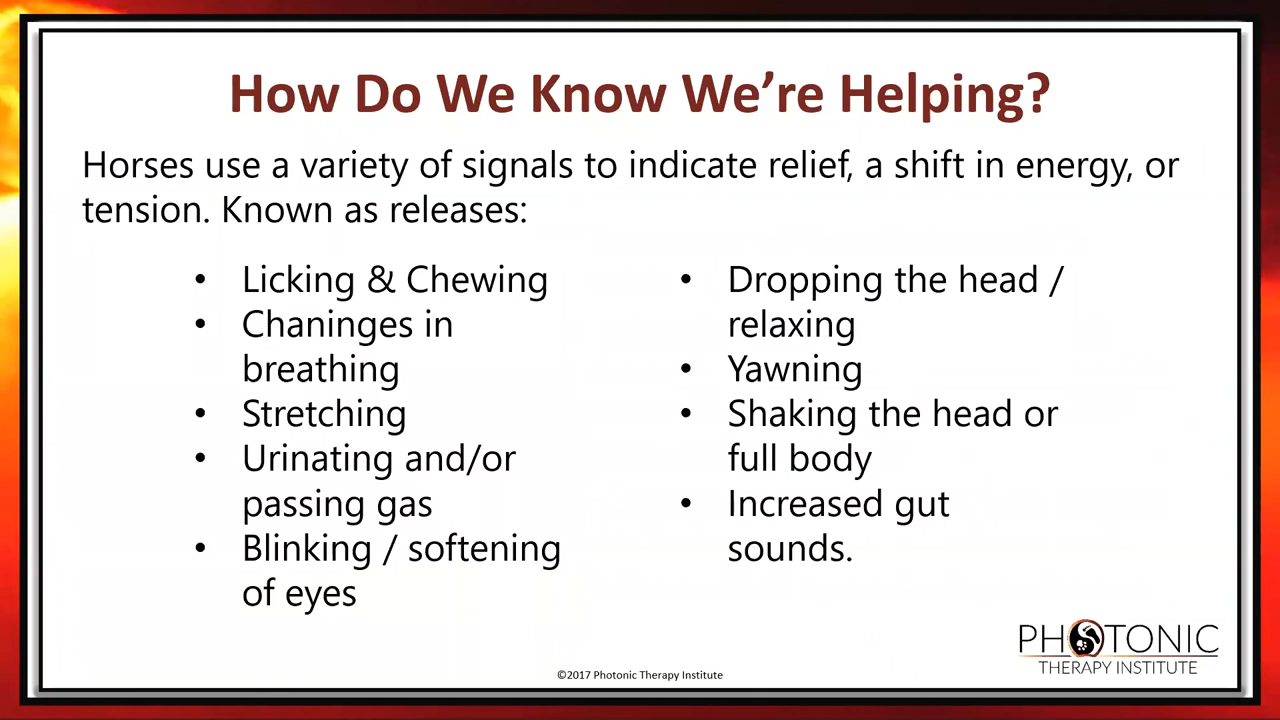 How Do We Know We're Helping?
Horses use a variety of signals to indicate relief, a shift in energy, or
tension. Known as releases:
• Licking & Chewing
• Chaninges in
breathing
• Stretching
• Urinating and/or
passing gas
• Blinking / softening
of eyes
• Dropping the head /
relaxing
• Yawning
• Shaking the head or
full body
• Increased gut
sounds.
PHOTONIC
THERAPY INSTITUTE
©2017 Photonic Therapy Institute